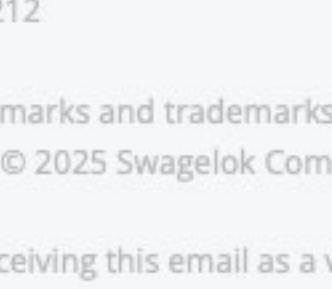 212
marks and trademarks
© 2025 Swagelok Com
ceiving this email as a v